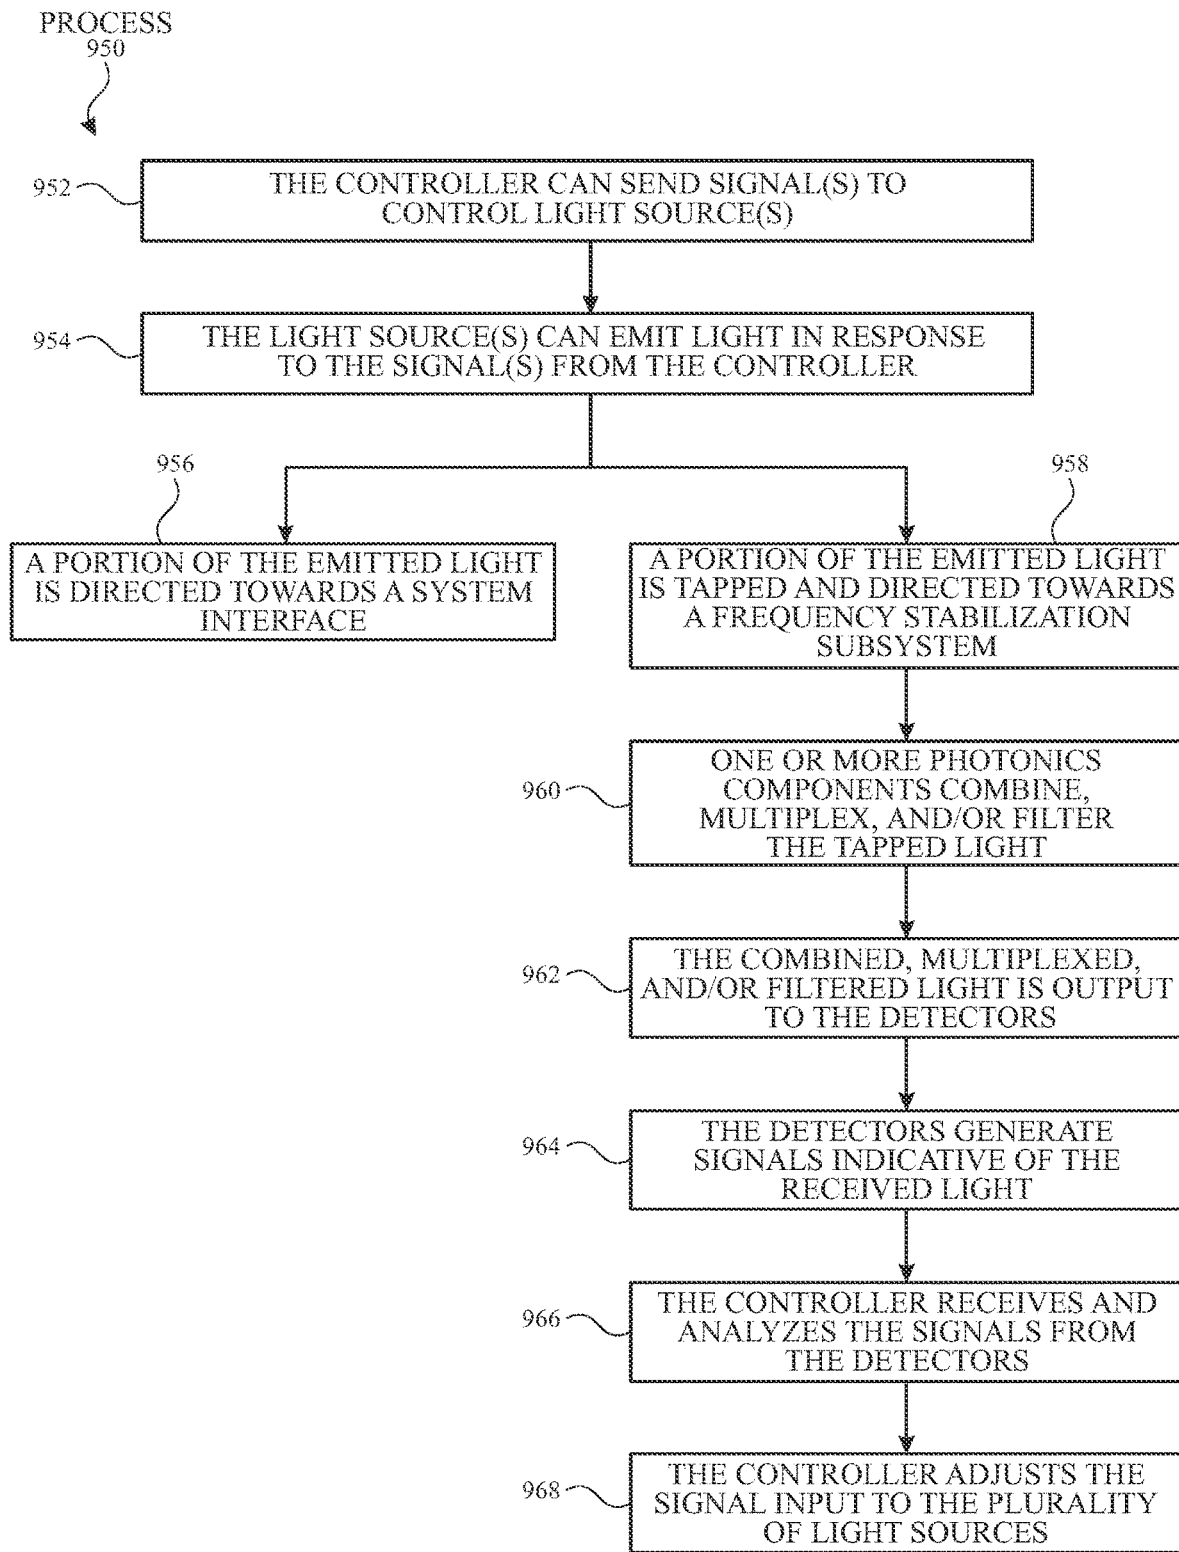 PROCESS
950
952
THE CONTROLLER CAN SEND SIGNAL(S) TO
CONTROL LIGHT SOURCE(S)
954
THE LIGHT SOURCE(S) CAN EMIT LIGHT IN RESPONSE
TO THE SIGNAL(S) FROM THE CONTROLLER
956
A PORTION OF THE EMITTED LIGHT
IS DIRECTED TOWARDS A SYSTEM
INTERFACE
958
A PORTION OF THE EMITTED LIGHT
IS TAPPED AND DIRECTED TOWARDS
A FREQUENCY STABILIZATION
SUBSYSTEM
960
ONE OR MORE PHOTONICS
COMPONENTS COMBINE,
MULTIPLEX, AND/OR FILTER
THE TAPPED LIGHT
962
THE COMBINED, MULTIPLEXED,
AND/OR FILTERED LIGHT IS OUTPUT
TO THE DETECTORS
964
THE DETECTORS GENERATE
SIGNALS INDICATIVE OF THE
RECEIVED LIGHT
966
THE CONTROLLER RECEIVES AND
ANALYZES THE SIGNALS FROM
THE DETECTORS
968
THE CONTROLLER ADJUSTS THE
SIGNAL INPUT TO THE PLURALITY
OF LIGHT SOURCES